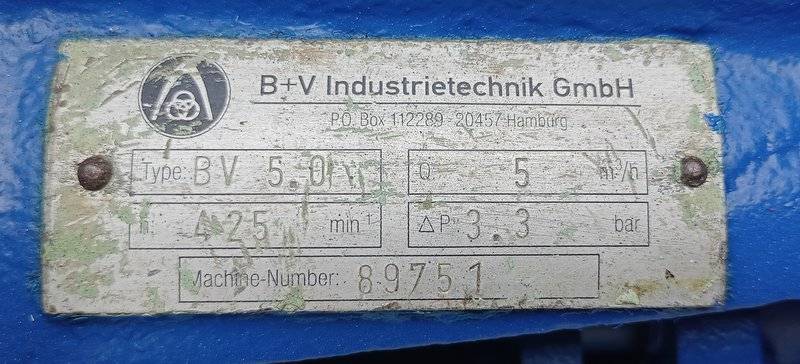 B+V Industrietechnik GmbH
P.O. Box 112289 · 20457 Hamburg
Type: BV 5.0 Q: 5 m³/h
n: 425 min⁻¹ △P: 3.3 bar
Machine-Number: 89751